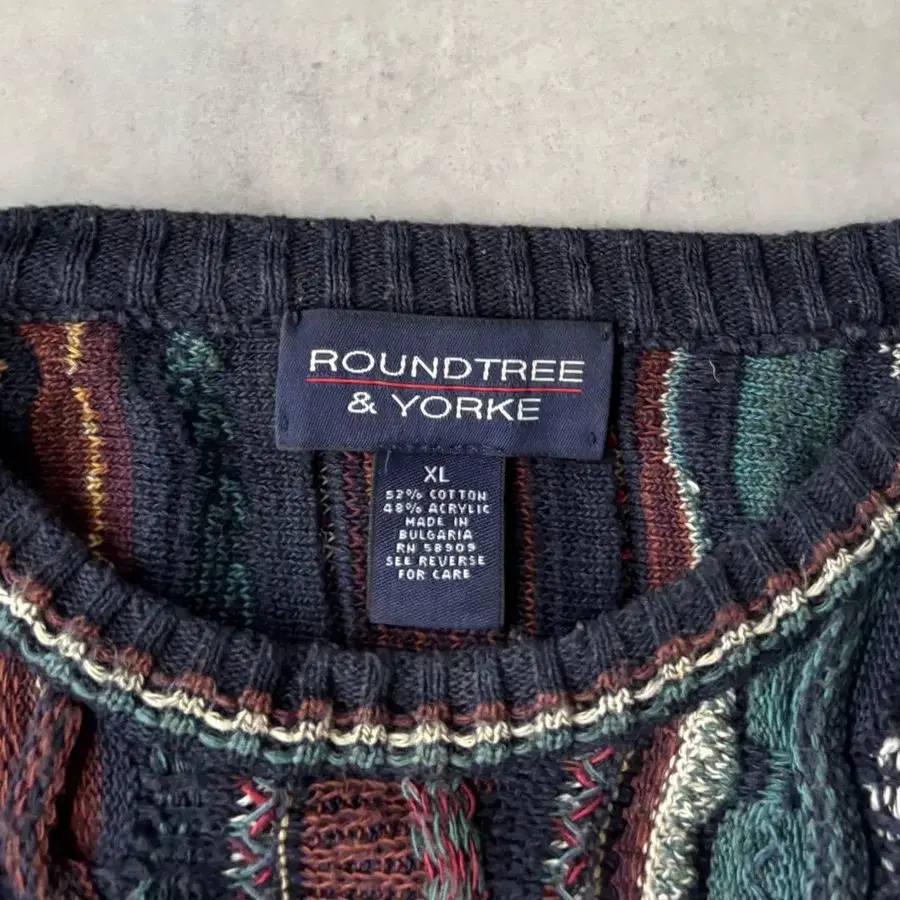 ROUNDTREE
& YORKE
XL
52% COTTON
48% ACRYLIC
MADE IN
BULGARIA
RN 58909
SEE REVERSE
FOR CARE